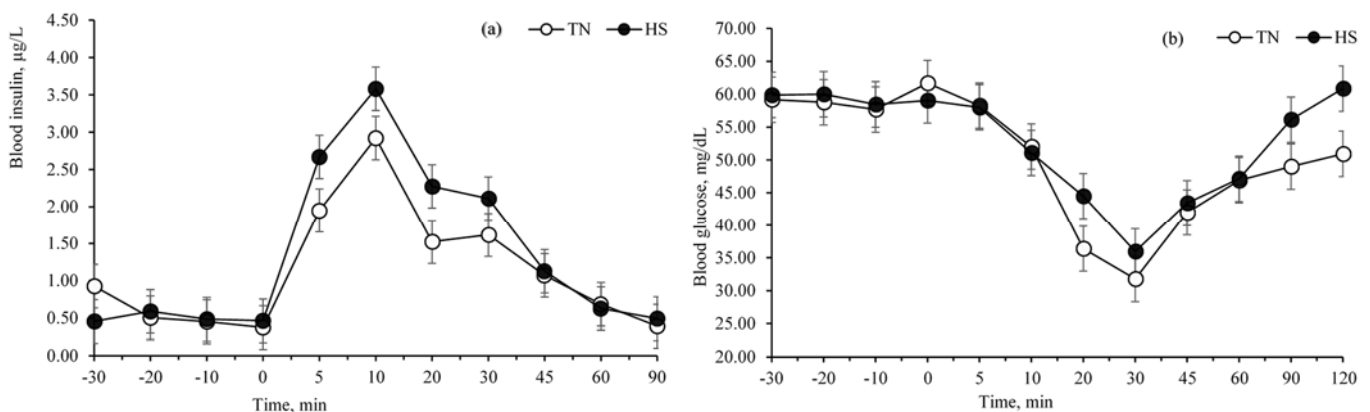 (a) TN HS
Blood insulin, µg/L
4.50
4.00
3.50
3.00
2.50
2.00
1.50
1.00
0.50
0.00
-30 -20 -10 0 5 10 20 30 45 60 90
Time, min
(b) TN HS
Blood glucose, mg/dL
70.00
65.00
60.00
55.00
50.00
45.00
40.00
35.00
30.00
25.00
20.00
-30 -20 -10 0 5 10 20 30 45 60 90 120
Time, min